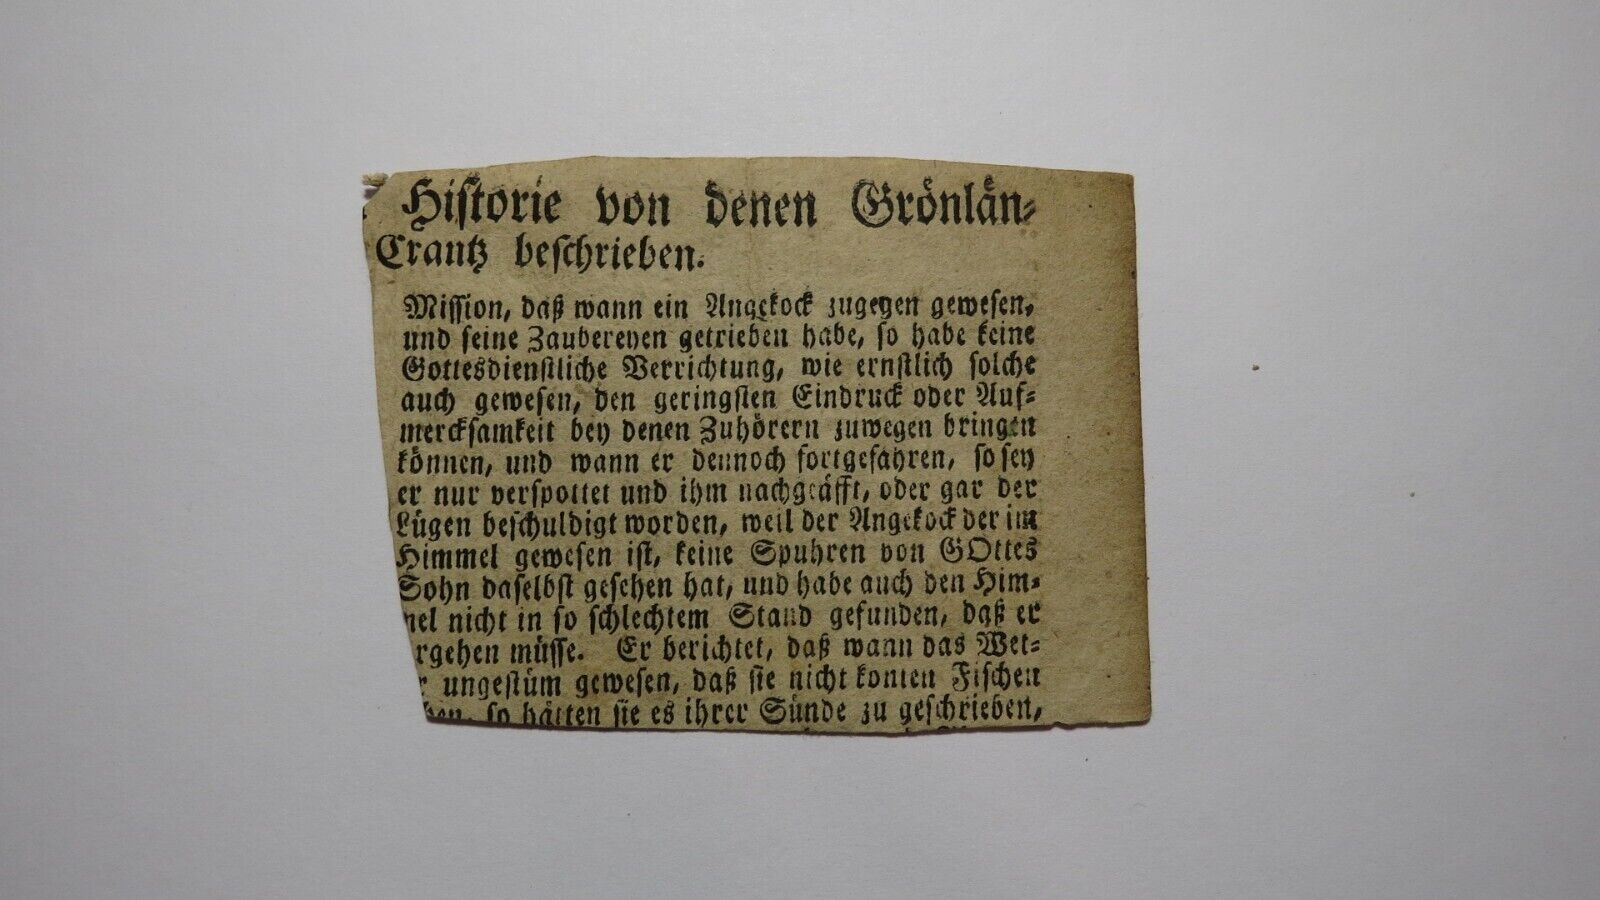 Historie von denen Grönlän-
Crantz beschrieben.
Mission, daß wann ein Angekock zugegen gewesen,
und seine Zaubereyen getrieben habe, so habe keine
Gottesdienstliche Verrichtung, wie ernstlich solche
auch gewesen, den geringsten Eindruck oder Auf-
mercksamkeit bey denen Zuhörern zuwegen bringen
können, und wann er dennoch fortgefahren, so sey
er nur verspottet und ihm nachgeäfft, oder gar der
Lügen beschuldigt worden, weil der Angekock der im
Himmel gewesen ist, keine Spuhren von GOttes
Sohn daselbst gesehen hat, und habe auch den Him-
mel nicht in so schlechtem Stand gefunden, daß er
rgehen müsse. Er berichtet, daß wann das Wet-
r ungestüm gewesen, daß sie nicht konten Fischen
hen, so hätten sie es ihrer Sünde zu geschrieben,